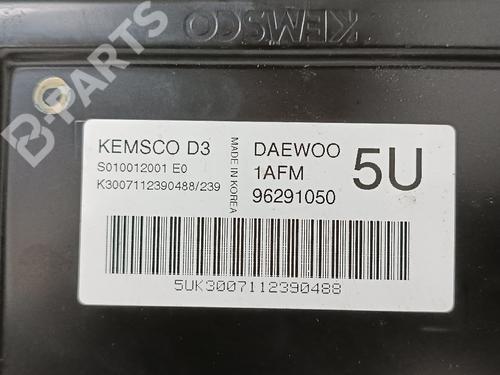 KEMSCO
B-PARTS
KEMSCO D3
S010012001 E0
K3007112390488/239
MADE IN KOREA
DAEWOO
1AFM
96291050
5U
5UK3007112390488